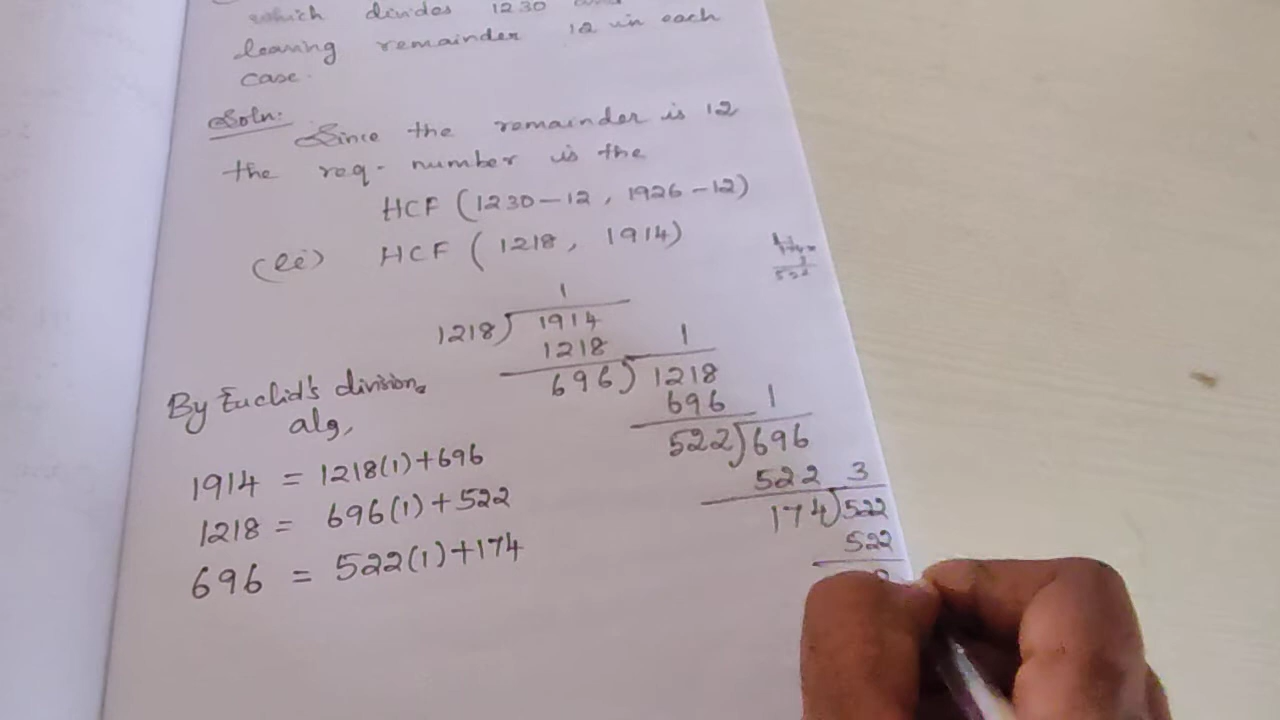 which divides 1230
leaving remainder 12 in each
case.
Soln:
Since the remainder is 12
the req. number is the
HCF (1230-12, 1926-12)
(ie) HCF (1218, 1914)
1
1218) 1914
1218 1
696) 1218
696 1
522) 696
522 3
174) 522
522
By Euclid's division
alg,
1914 = 1218(1)+696
1218 = 696(1)+522
696 = 522(1)+174